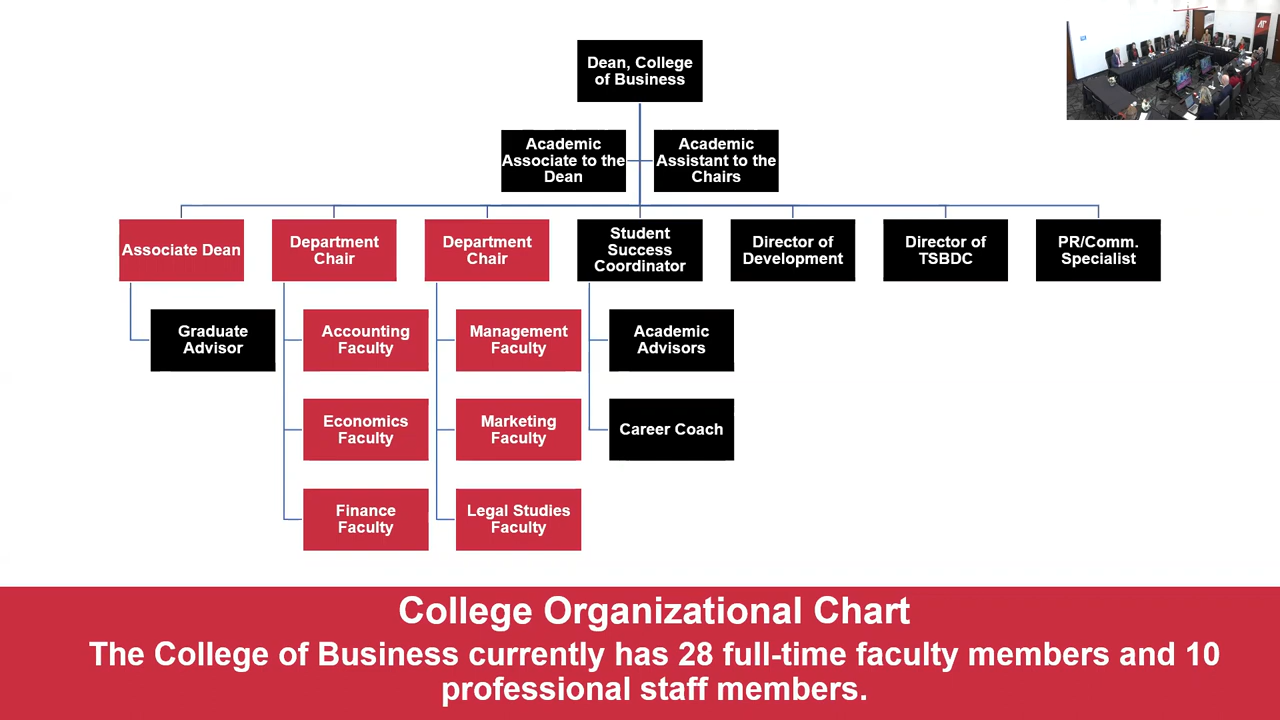 Dean, College
of Business
Academic
Associate to the
Dean
Academic
Assistant to the
Chairs
Associate Dean
Department
Chair
Department
Chair
Student
Success
Coordinator
Director of
Development
Director of
TSBDC
PR/Comm.
Specialist
Graduate
Advisor
Accounting
Faculty
Management
Faculty
Academic
Advisors
Economics
Faculty
Marketing
Faculty
Career Coach
Finance
Faculty
Legal Studies
Faculty
College Organizational Chart
The College of Business currently has 28 full-time faculty members and 10
professional staff members.